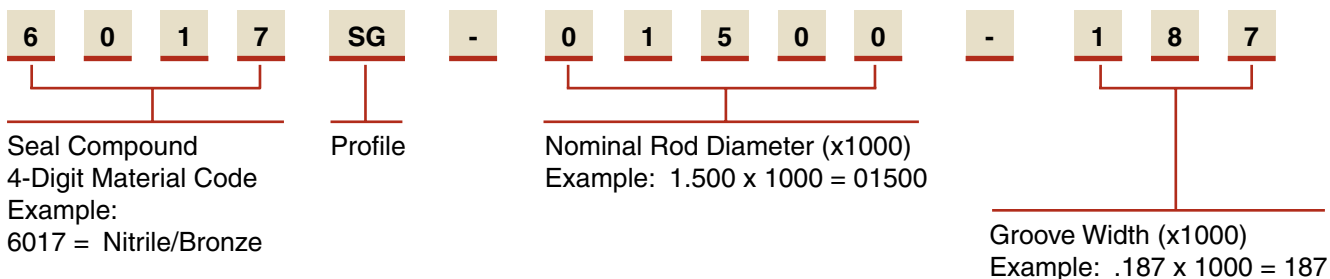 6 0 1 7 SG - 0 1 5 0 0 - 1 8 7
Seal Compound
4-Digit Material Code
Example:
6017 = Nitrile/Bronze
Profile
Nominal Rod Diameter (x1000)
Example: 1.500 x 1000 = 01500
Groove Width (x1000)
Example: .187 x 1000 = 187